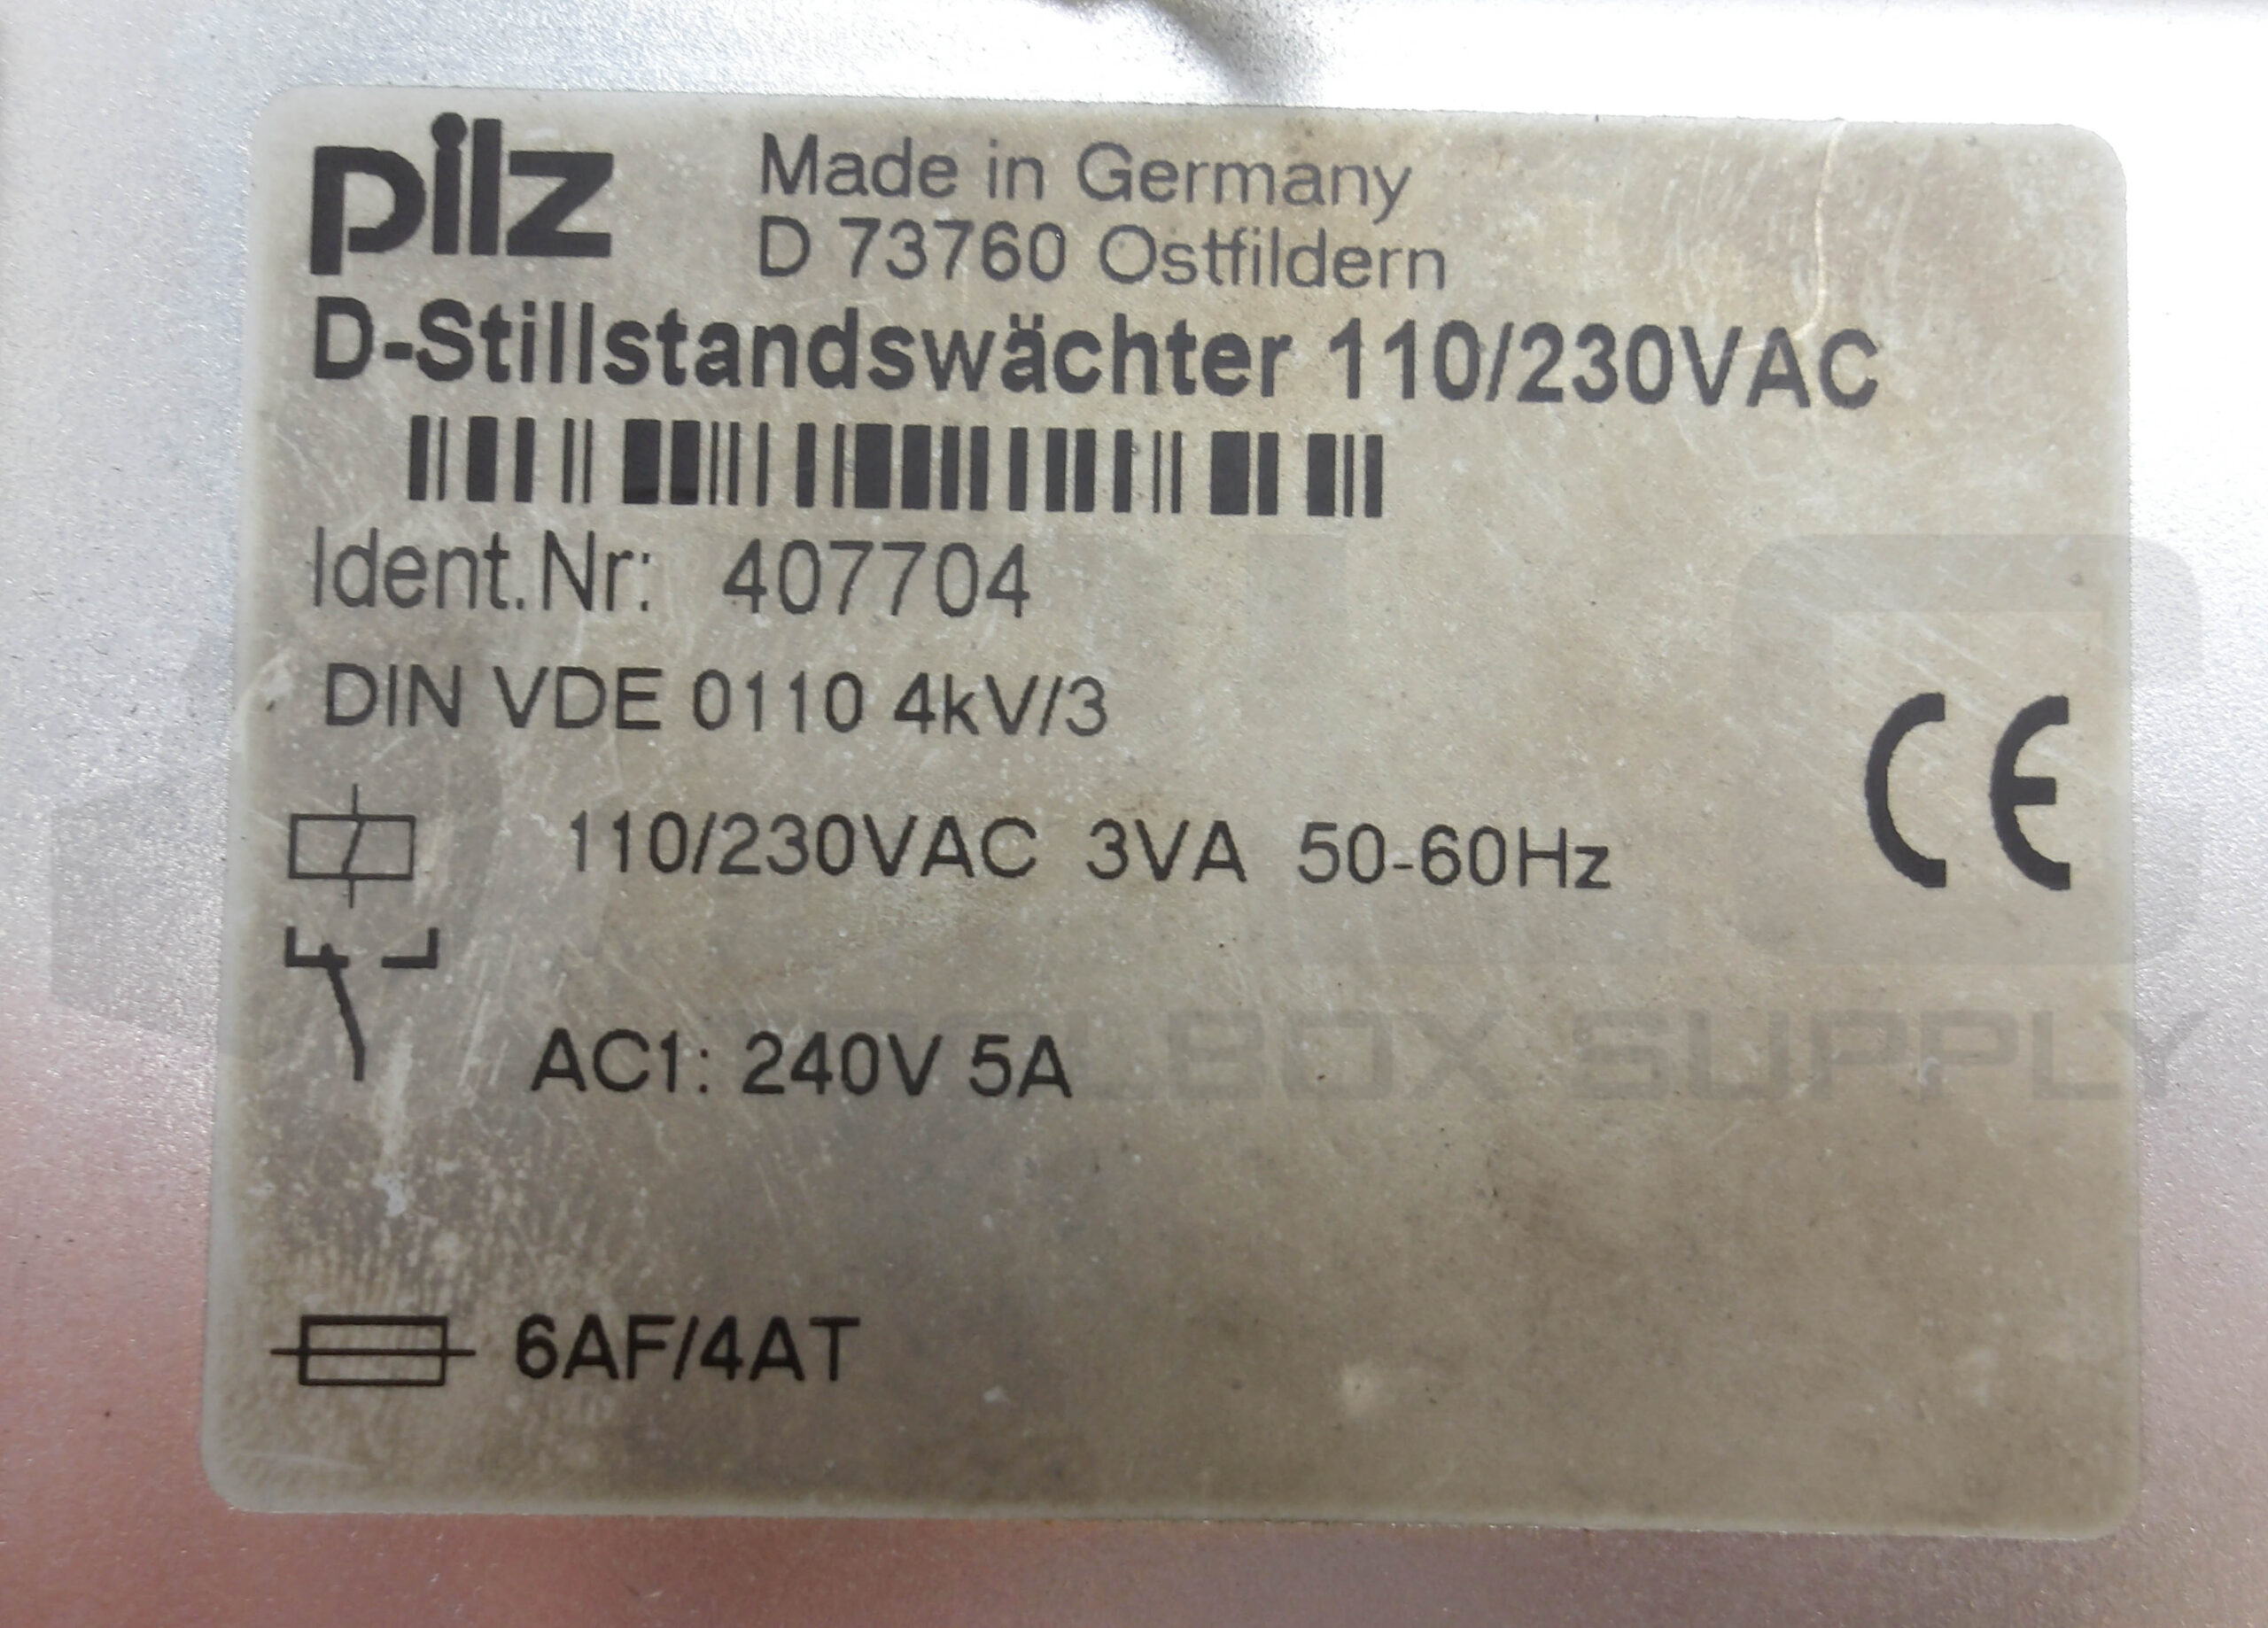 pilz
Made in Germany
D 73760 Ostfildern
D-Stillstandswächter 110/230VAC
Ident.Nr: 407704
DIN VDE 0110 4kV/3
CE
110/230VAC 3VA 50-60Hz
AC1: 240V 5A
6AF/4AT
SUPPLY